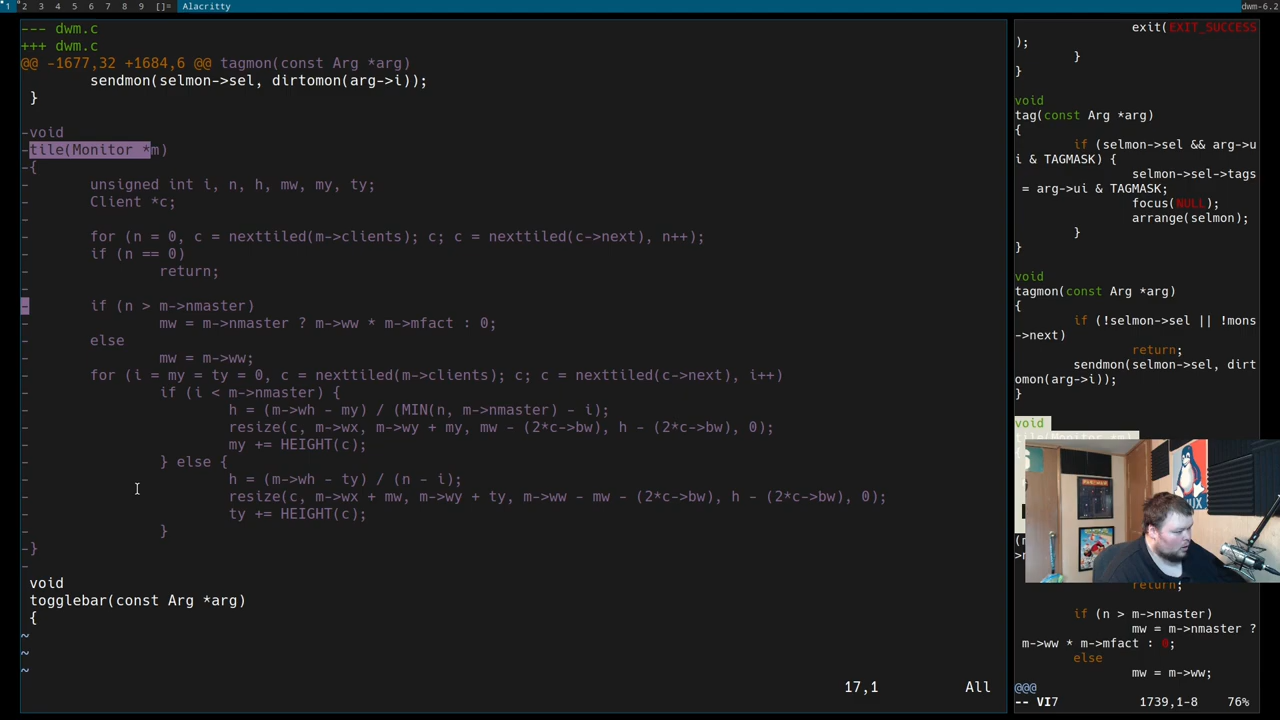 1 2 3 4 5 6 7 8 9 []= Alacritty dwm-6.2
--- dwm.c
+++ dwm.c
@@ -1677,32 +1684,6 @@ tagmon(const Arg *arg)
sendmon(selmon->sel, dirtomon(arg->i));
}
-void
-tile(Monitor *m)
-{
- unsigned int i, n, h, mw, my, ty;
- Client *c;
-
- for (n = 0, c = nexttiled(m->clients); c; c = nexttiled(c->next), n++);
- if (n == 0)
- return;
-
- if (n > m->nmaster)
- mw = m->nmaster ? m->ww * m->mfact : 0;
- else
- mw = m->ww;
- for (i = my = ty = 0, c = nexttiled(m->clients); c; c = nexttiled(c->next), i++)
- if (i < m->nmaster) {
- h = (m->wh - my) / (MIN(n, m->nmaster) - i);
- resize(c, m->wx, m->wy + my, mw - (2*c->bw), h - (2*c->bw), 0);
- my += HEIGHT(c);
- } else {
- h = (m->wh - ty) / (n - i);
- resize(c, m->wx + mw, m->wy + ty, m->ww - mw - (2*c->bw), h - (2*c->bw), 0);
- ty += HEIGHT(c);
- }
-}
-
void
togglebar(const Arg *arg)
{
~
~
~
17,1 All
exit(EXIT_SUCCESS
);
}
}
void
tag(const Arg *arg)
{
if (selmon->sel && arg->u
i & TAGMASK) {
selmon->sel->tags
= arg->ui & TAGMASK;
focus(NULL);
arrange(selmon);
}
}
void
tagmon(const Arg *arg)
{
if (!selmon->sel || !mons
->next)
return;
sendmon(selmon->sel, dirt
omon(arg->i));
}
void
return;
if (n > m->nmaster)
mw = m->nmaster ?
m->ww * m->mfact : 0;
else
mw = m->ww;
@@@
-- VI7 1739,1-8 76%